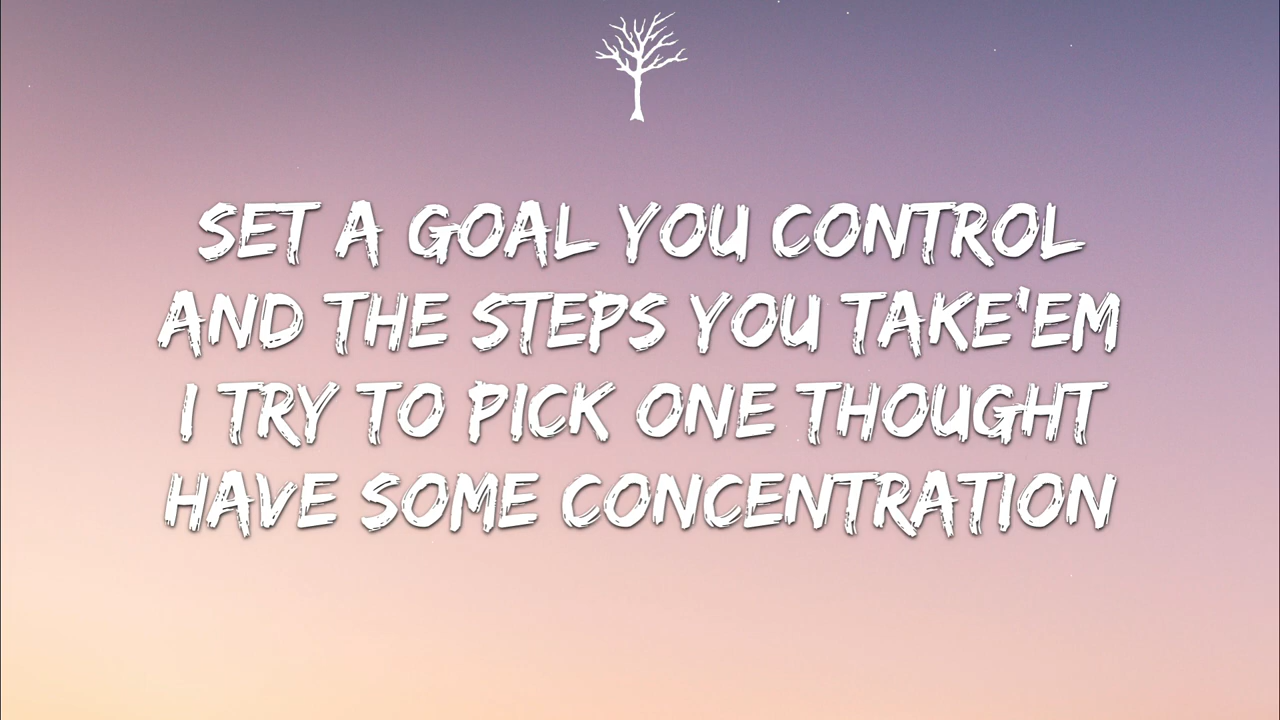 SET A GOAL YOU CONTROL
AND THE STEPS YOU TAKE'EM
I TRY TO PICK ONE THOUGHT
HAVE SOME CONCENTRATION